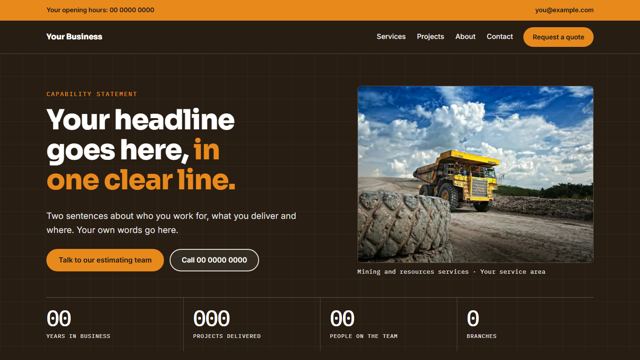 Your opening hours: 00 0000 0000
you@example.com
Your Business
Services
Projects
About
Contact
Request a quote
CAPABILITY STATEMENT
Your headline
goes here, in
one clear line.
Two sentences about who you work for, what you deliver and
where. Your own words go here.
Talk to our estimating team
Call 00 0000 0000
Mining and resources services · Your service area
00
YEARS IN BUSINESS
000
PROJECTS DELIVERED
00
PEOPLE ON THE TEAM
0
BRANCHES